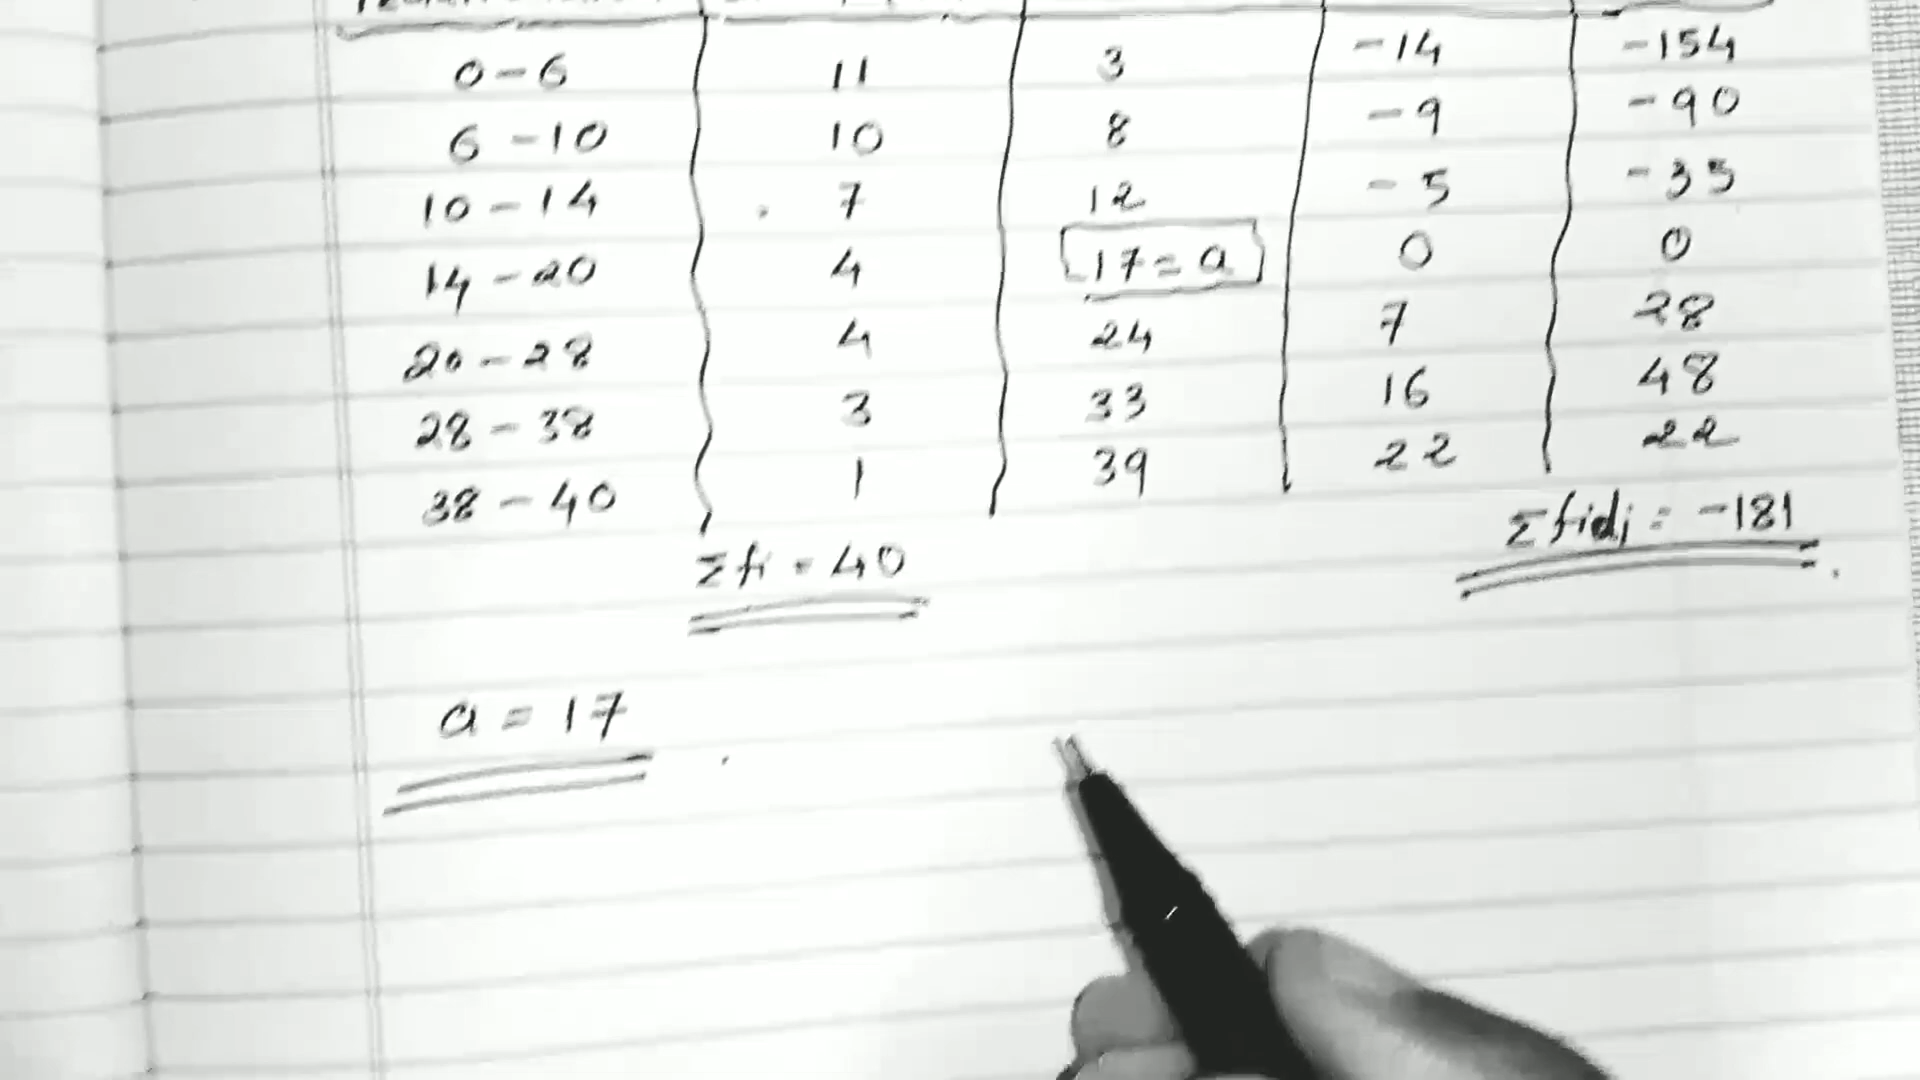 0-6 11 3 -14 -154
6-10 10 8 -9 -90
10-14 7 12 -5 -35
14-20 4 17=a 0 0
20-28 4 24 7 28
28-38 3 33 16 48
38-40 1 39 22 22
Σfi = 40 Σfidi = -181
a = 17